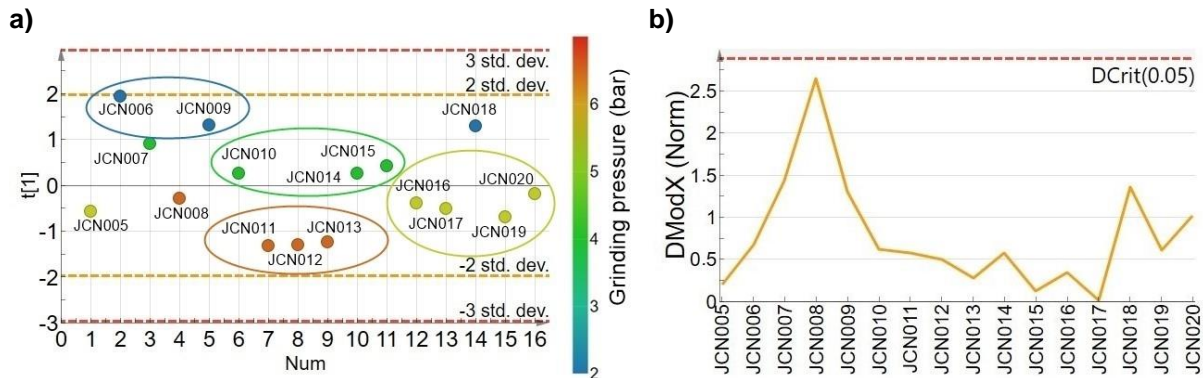 a)
3 std. dev.
2 std. dev.
2
JCN006
JCN009
JCN018
1
JCN007
JCN010
JCN015
JCN014
JCN016
JCN020
0
t[1]
JCN005
JCN008
JCN017
JCN019
-1
JCN011
JCN013
JCN012
-2
-2 std. dev.
-3
-3 std. dev.
0 1 2 3 4 5 6 7 8 9 10 11 12 13 14 15 16
Num
6
5
4
3
2
Grinding pressure (bar)
b)
DCrit(0.05)
2.5
2
1.5
1
0.5
0
DModX (Norm)
JCN005
JCN006
JCN007
JCN008
JCN009
JCN010
JCN011
JCN012
JCN013
JCN014
JCN015
JCN016
JCN017
JCN018
JCN019
JCN020